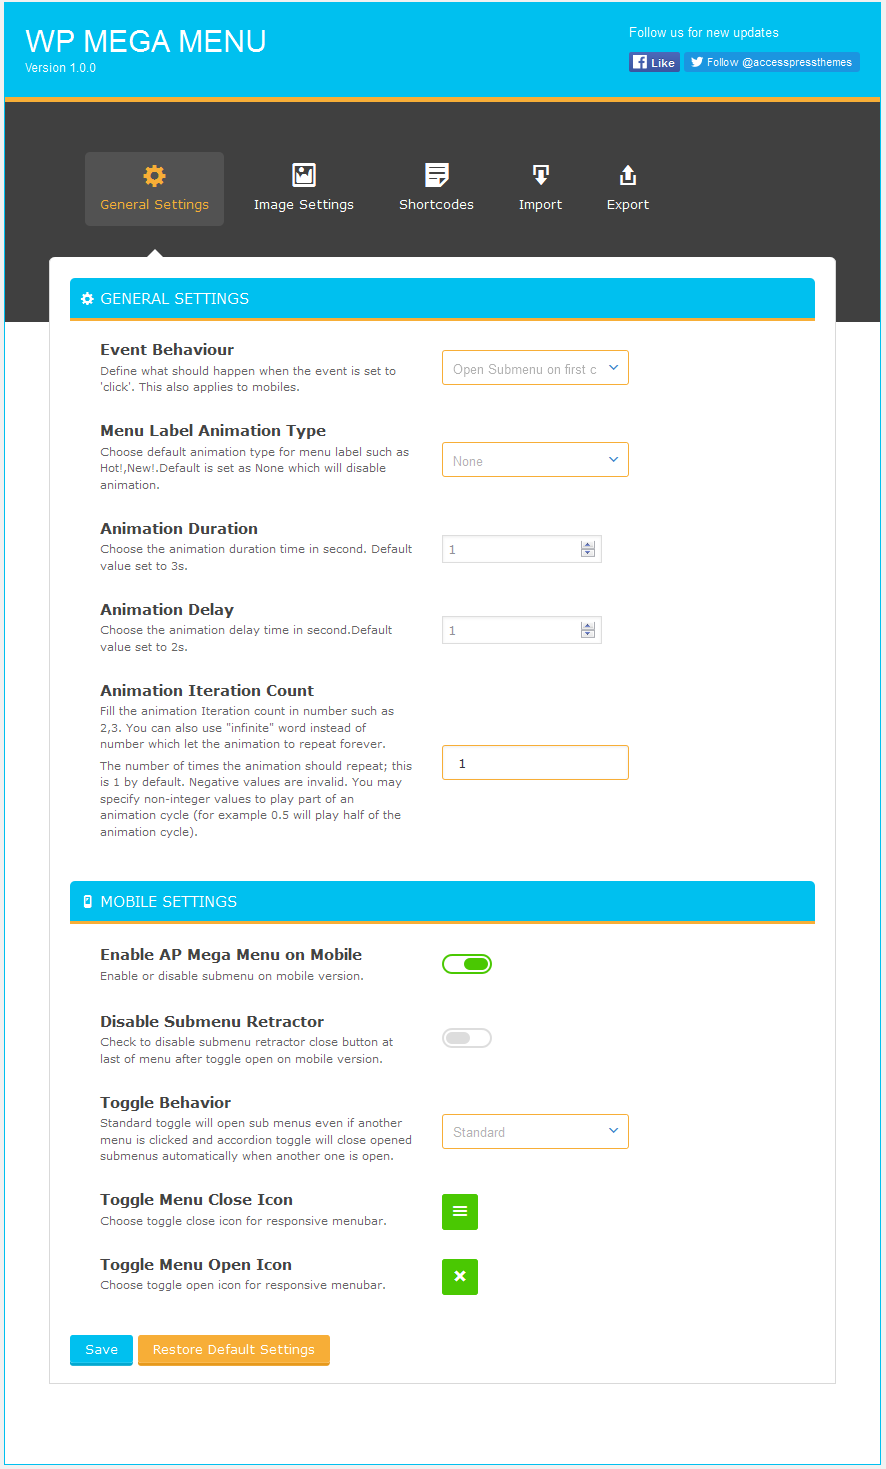 WP MEGA MENU
Version 1.0.0
Follow us for new updates
Like
Follow @accesspressthemes
General Settings
Image Settings
Shortcodes
Import
Export
GENERAL SETTINGS
Event Behaviour
Define what should happen when the event is set to
'click'. This also applies to mobiles.
Open Submenu on first c
Menu Label Animation Type
Choose default animation type for menu label such as
Hot!,New!.Default is set as None which will disable
animation.
None
Animation Duration
Choose the animation duration time in second. Default
value set to 3s.
1
Animation Delay
Choose the animation delay time in second.Default
value set to 2s.
1
Animation Iteration Count
Fill the animation Iteration count in number such as
2,3. You can also use "infinite" word instead of
number which let the animation to repeat forever.
The number of times the animation should repeat; this
is 1 by default. Negative values are invalid. You may
specify non-integer values to play part of an
animation cycle (for example 0.5 will play half of the
animation cycle).
1
MOBILE SETTINGS
Enable AP Mega Menu on Mobile
Enable or disable submenu on mobile version.
Disable Submenu Retractor
Check to disable submenu retractor close button at
last of menu after toggle open on mobile version.
Toggle Behavior
Standard toggle will open sub menus even if another
menu is clicked and accordion toggle will close opened
submenus automatically when another one is open.
Standard
Toggle Menu Close Icon
Choose toggle close icon for responsive menubar.
Toggle Menu Open Icon
Choose toggle open icon for responsive menubar.
Save
Restore Default Settings